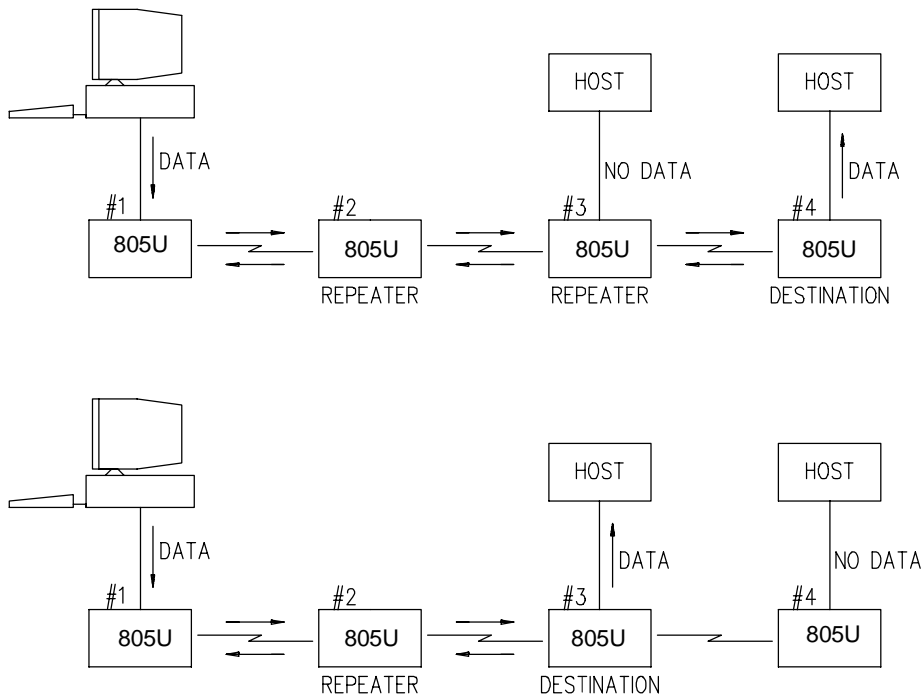 HOST HOST
DATA NO DATA DATA
#1 #2 #3 #4
805U 805U 805U 805U
REPEATER REPEATER DESTINATION
HOST HOST
DATA DATA NO DATA
#1 #2 #3 #4
805U 805U 805U 805U
REPEATER DESTINATION